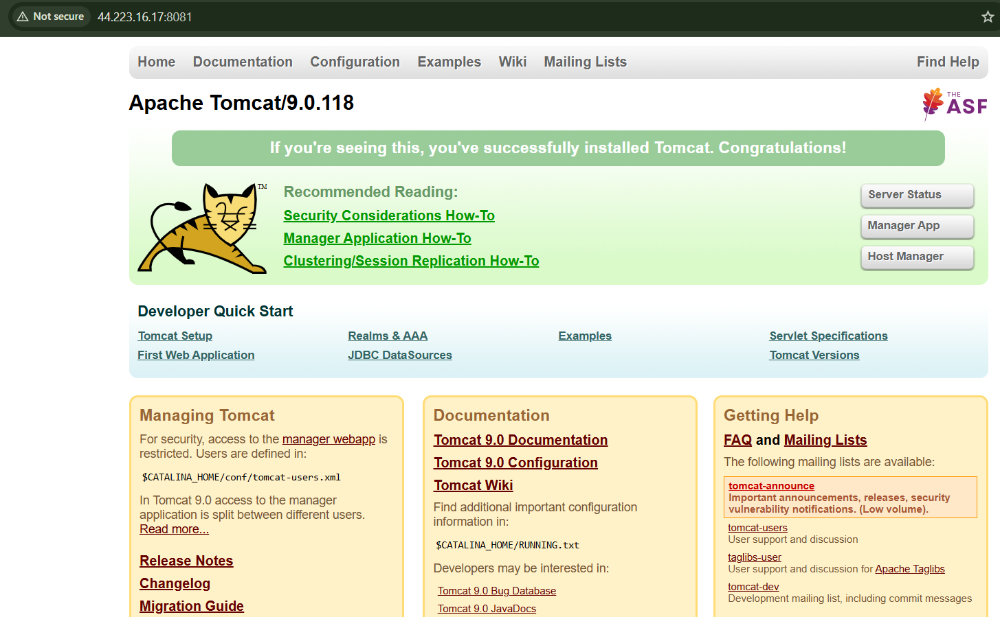 Not secure 44.223.16.17:8081
Home Documentation Configuration Examples Wiki Mailing Lists Find Help
Apache Tomcat/9.0.118
THE
ASF
If you're seeing this, you've successfully installed Tomcat. Congratulations!
TM
Recommended Reading:
Security Considerations How-To
Manager Application How-To
Clustering/Session Replication How-To
Server Status
Manager App
Host Manager
Developer Quick Start
Tomcat Setup
First Web Application
Realms & AAA
JDBC DataSources
Examples
Servlet Specifications
Tomcat Versions
Managing Tomcat
For security, access to the manager webapp is
restricted. Users are defined in:
$CATALINA_HOME/conf/tomcat-users.xml
In Tomcat 9.0 access to the manager
application is split between different users.
Read more...
Release Notes
Changelog
Migration Guide
Documentation
Tomcat 9.0 Documentation
Tomcat 9.0 Configuration
Tomcat Wiki
Find additional important configuration
information in:
$CATALINA_HOME/RUNNING.txt
Developers may be interested in:
Tomcat 9.0 Bug Database
Tomcat 9.0 JavaDocs
Getting Help
FAQ and Mailing Lists
The following mailing lists are available:
tomcat-announce
Important announcements, releases, security
vulnerability notifications. (Low volume).
tomcat-users
User support and discussion
taglibs-user
User support and discussion for Apache Taglibs
tomcat-dev
Development mailing list, including commit messages